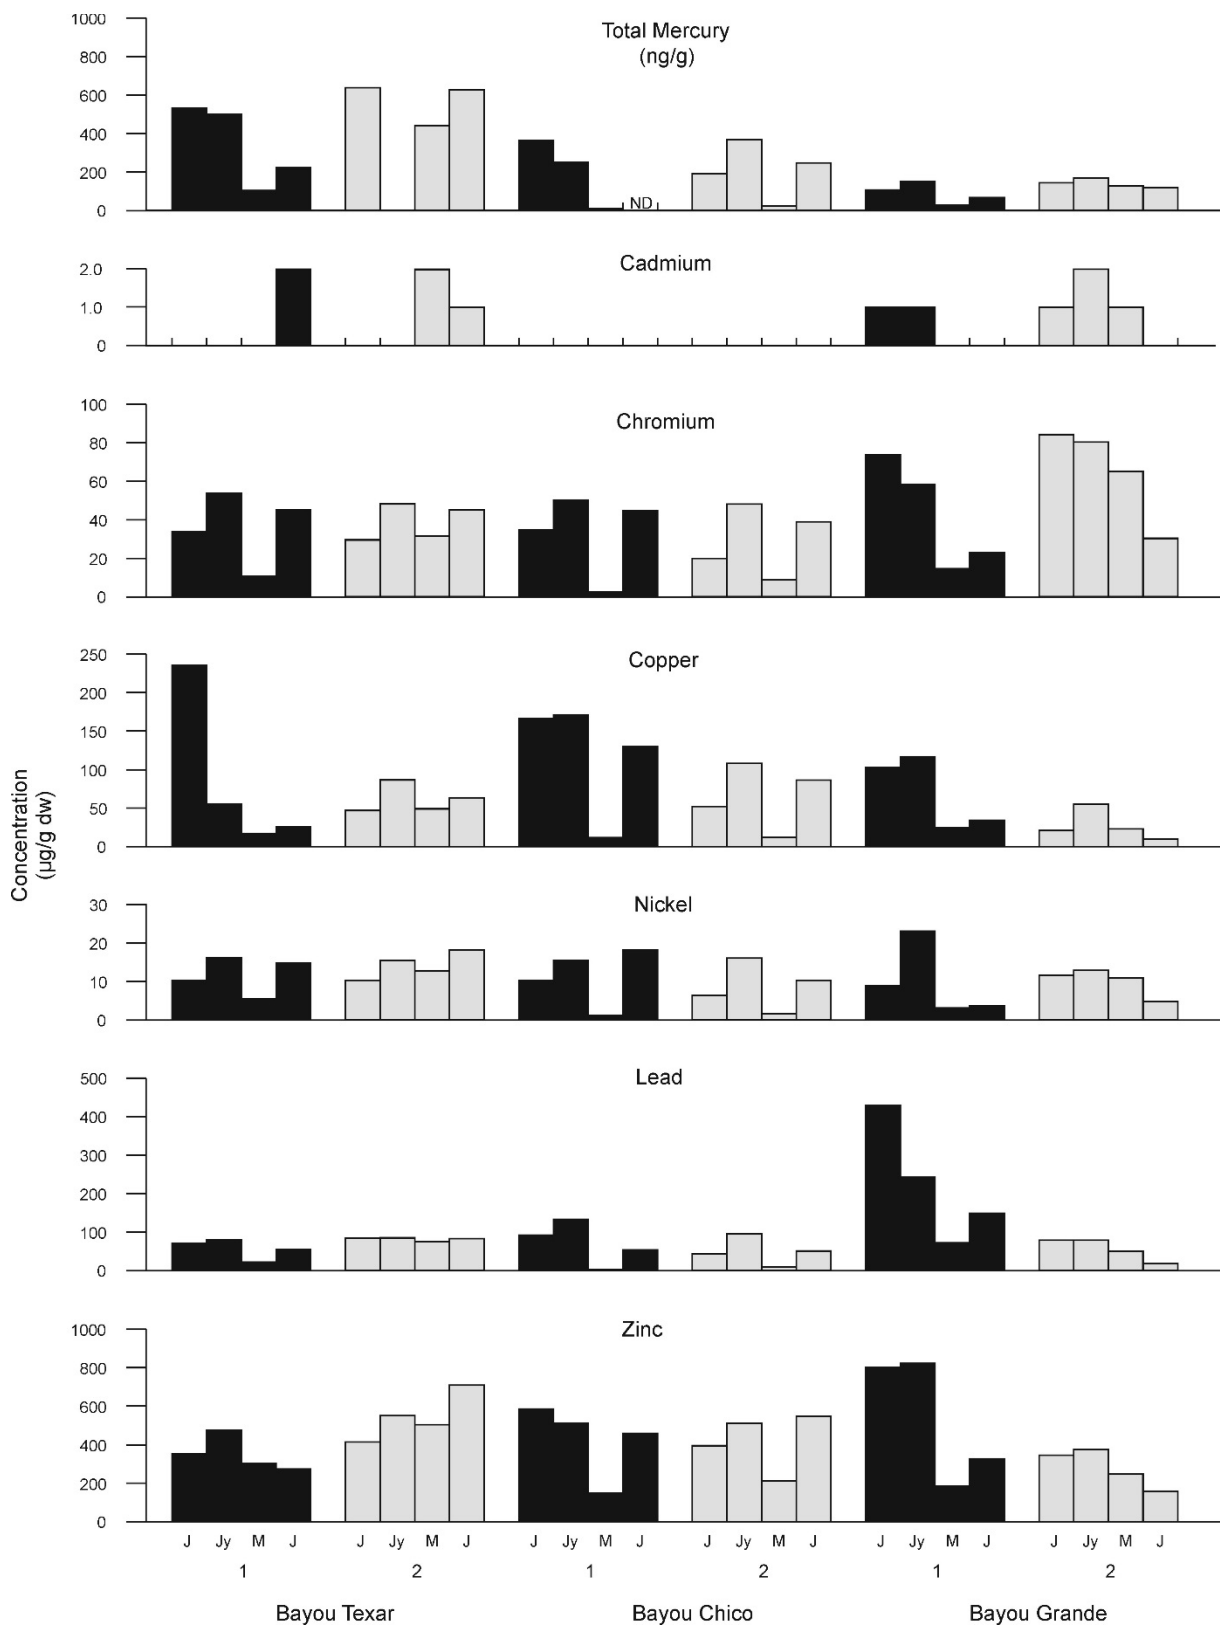 Total Mercury
(ng/g)
1000
800
600
400
200
0
ND
Cadmium
2.0
1.0
0
Chromium
100
80
60
40
20
0
Copper
250
200
150
100
50
0
Concentration
(µg/g dw)
Nickel
30
20
10
0
Lead
500
400
300
200
100
0
Zinc
1000
800
600
400
200
0
J Jy M J J Jy M J J Jy M J J Jy M J J Jy M J J Jy M J
1 2 1 2 1 2
Bayou Texar Bayou Chico Bayou Grande